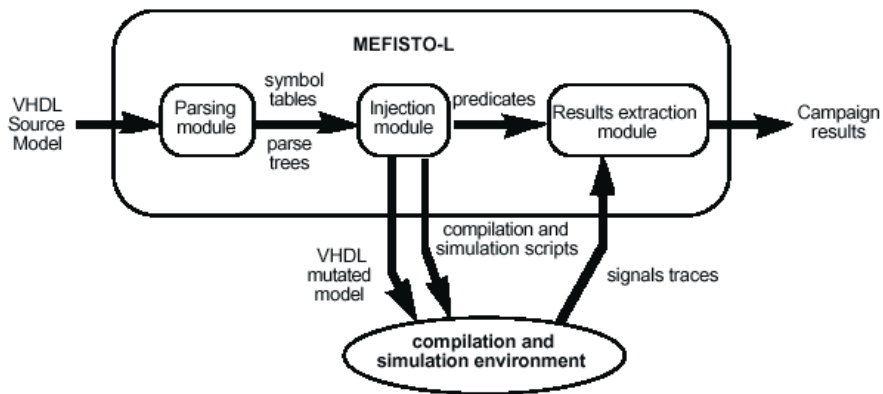 MEFISTO-L
VHDL
Source
Model
Parsing
module
symbol
tables
parse
trees
Injection
module
predicates
Results extraction
module
Campaign
results
VHDL
mutated
model
compilation and
simulation scripts
signals traces
compilation and
simulation environment